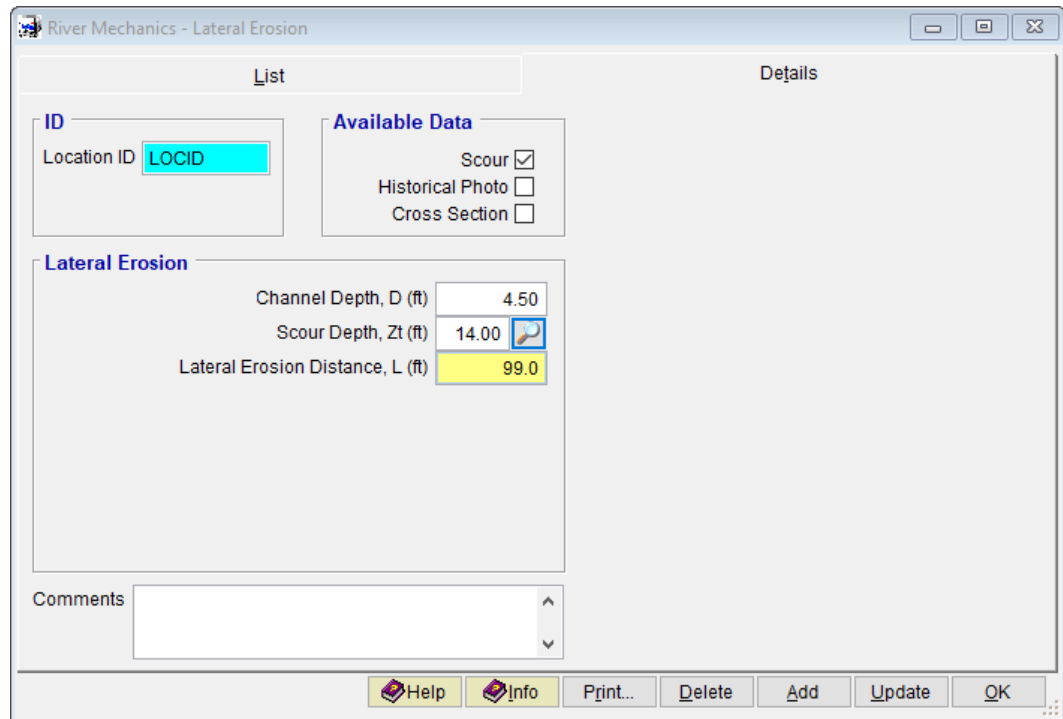 River Mechanics - Lateral Erosion
List
Details
ID
Location ID LOCID
Available Data
Scour
Historical Photo
Cross Section
Lateral Erosion
Channel Depth, D (ft) 4.50
Scour Depth, Zt (ft) 14.00
Lateral Erosion Distance, L (ft) 99.0
Comments
Help Info Print... Delete Add Update OK